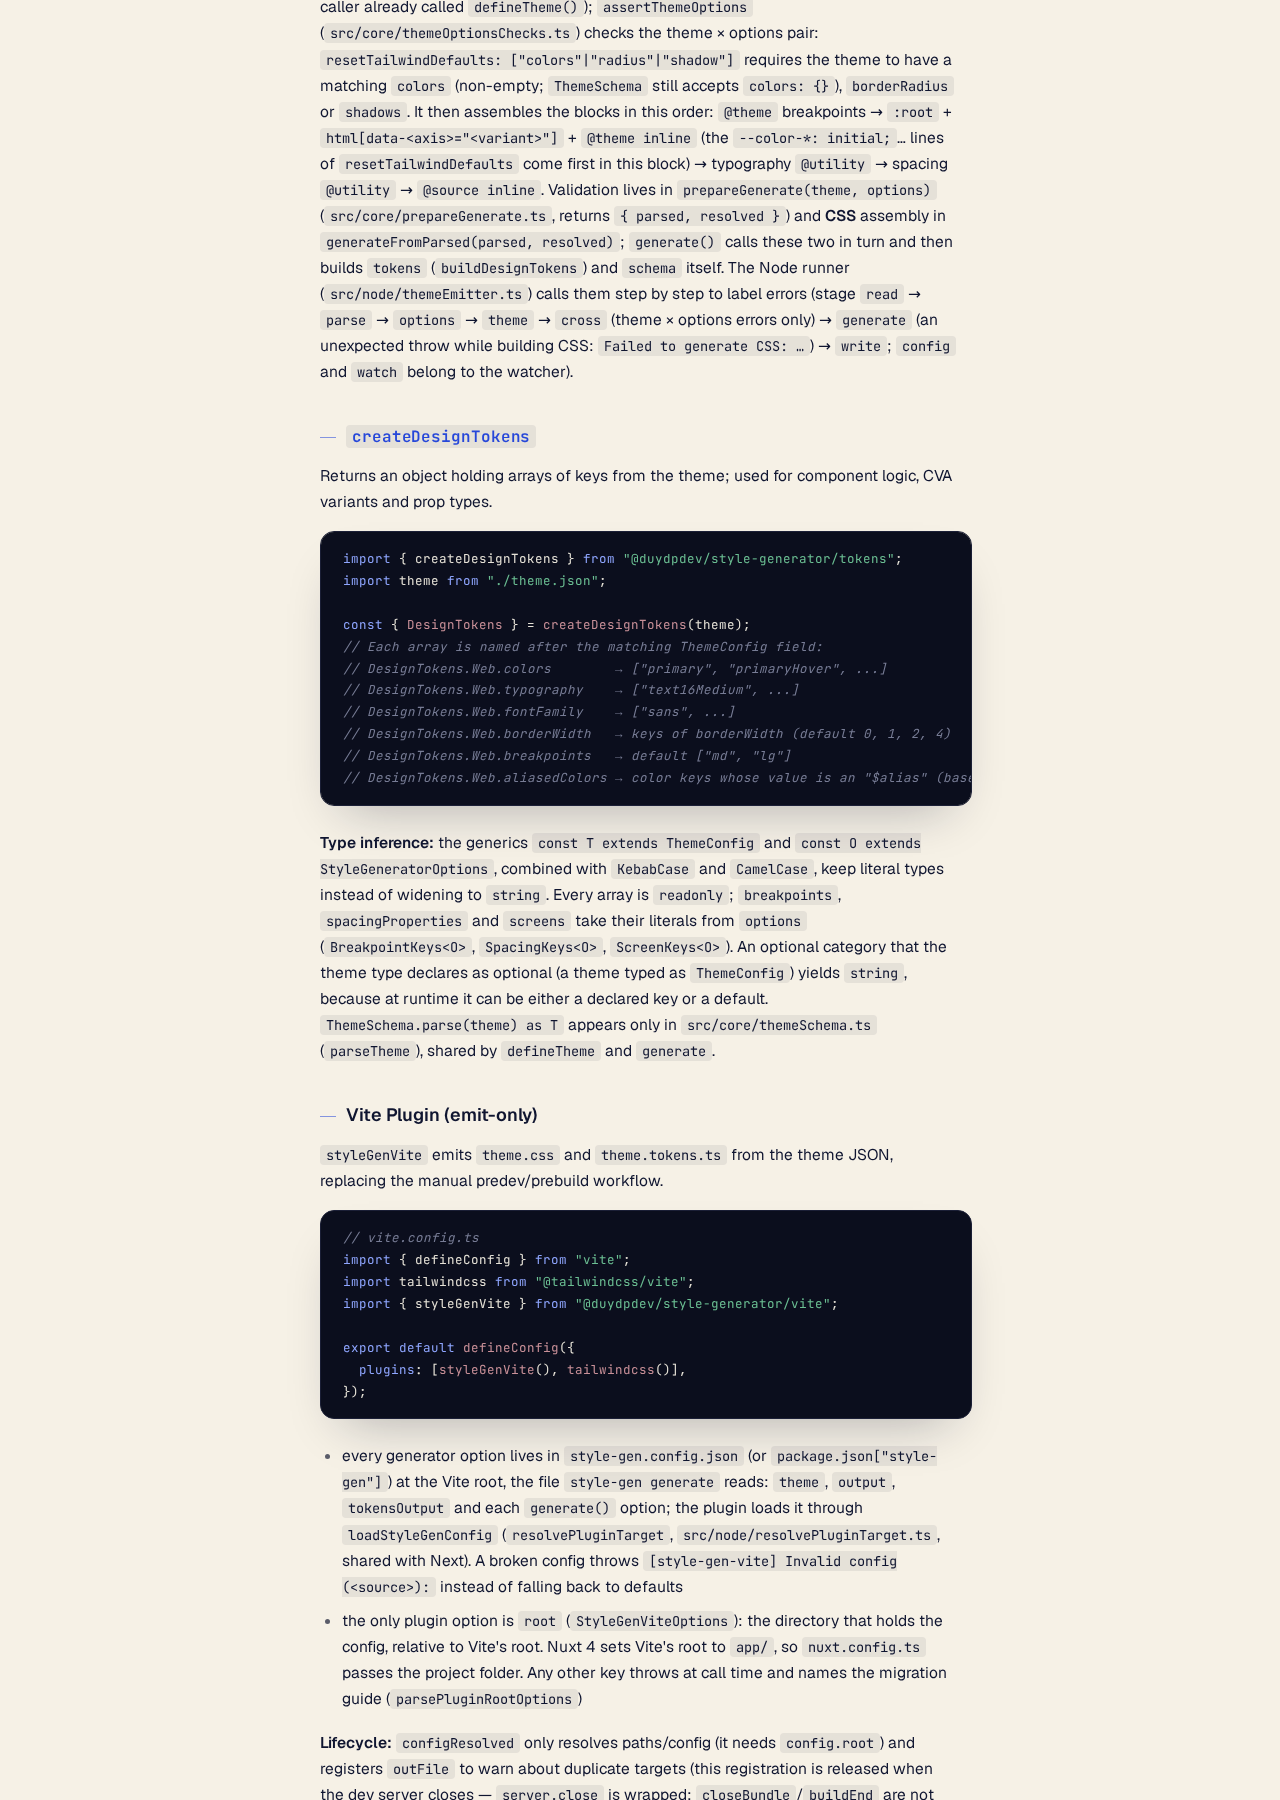 caller already called defineTheme() ); assertThemeOptions
( src/core/themeOptionsChecks.ts ) checks the theme × options pair:
resetTailwindDefaults: ["colors"|"radius"|"shadow"] requires the theme to have a
matching colors (non-empty; ThemeSchema still accepts colors: {} ), borderRadius
or shadows . It then assembles the blocks in this order: @theme breakpoints → :root +
html[data-<axis>="<variant>"] + @theme inline (the --color-*: initial; … lines
of resetTailwindDefaults come first in this block) → typography @utility → spacing
@utility → @source inline . Validation lives in prepareGenerate(theme, options)
( src/core/prepareGenerate.ts , returns { parsed, resolved } ) and CSS assembly in
generateFromParsed(parsed, resolved) ; generate() calls these two in turn and then
builds tokens ( buildDesignTokens ) and schema itself. The Node runner
( src/node/themeEmitter.ts ) calls them step by step to label errors (stage read →
parse → options → theme → cross (theme × options errors only) → generate (an
unexpected throw while building CSS: Failed to generate CSS: … ) → write ; config
and watch belong to the watcher).
— createDesignTokens
Returns an object holding arrays of keys from the theme; used for component logic, CVA
variants and prop types.
import { createDesignTokens } from "@duydpdev/style-generator/tokens";
import theme from "./theme.json";
const { DesignTokens } = createDesignTokens(theme);
// Each array is named after the matching ThemeConfig field:
// DesignTokens.Web.colors        → ["primary", "primaryHover", ...]
// DesignTokens.Web.typography    → ["text16Medium", ...]
// DesignTokens.Web.fontFamily    → ["sans", ...]
// DesignTokens.Web.borderWidth   → keys of borderWidth (default 0, 1, 2, 4)
// DesignTokens.Web.breakpoints   → default ["md", "lg"]
// DesignTokens.Web.aliasedColors → color keys whose value is an "$alias" (base
Type inference: the generics const T extends ThemeConfig and const O extends
StyleGeneratorOptions , combined with KebabCase and CamelCase , keep literal types
instead of widening to string . Every array is readonly ; breakpoints ,
spacingProperties and screens take their literals from options
( BreakpointKeys<O> , SpacingKeys<O> , ScreenKeys<O> ). An optional category that the
theme type declares as optional (a theme typed as ThemeConfig ) yields string ,
because at runtime it can be either a declared key or a default.
ThemeSchema.parse(theme) as T appears only in src/core/themeSchema.ts
( parseTheme ), shared by defineTheme and generate .
— Vite Plugin (emit-only)
styleGenVite emits theme.css and theme.tokens.ts from the theme JSON,
replacing the manual predev/prebuild workflow.
// vite.config.ts
import { defineConfig } from "vite";
import tailwindcss from "@tailwindcss/vite";
import { styleGenVite } from "@duydpdev/style-generator/vite";
export default defineConfig({
  plugins: [styleGenVite(), tailwindcss()],
});
• every generator option lives in style-gen.config.json (or package.json["style-
gen"] ) at the Vite root, the file style-gen generate reads: theme , output ,
tokensOutput and each generate() option; the plugin loads it through
loadStyleGenConfig ( resolvePluginTarget , src/node/resolvePluginTarget.ts ,
shared with Next). A broken config throws [style-gen-vite] Invalid config
(<source>): instead of falling back to defaults
• the only plugin option is root ( StyleGenViteOptions ): the directory that holds the
config, relative to Vite's root. Nuxt 4 sets Vite's root to app/ , so nuxt.config.ts
passes the project folder. Any other key throws at call time and names the migration
guide ( parsePluginRootOptions )
Lifecycle: configResolved only resolves paths/config (it needs config.root ) and
registers outFile to warn about duplicate targets (this registration is released when
the dev server closes — server.close is wrapped; closeBundle / buildEnd are not